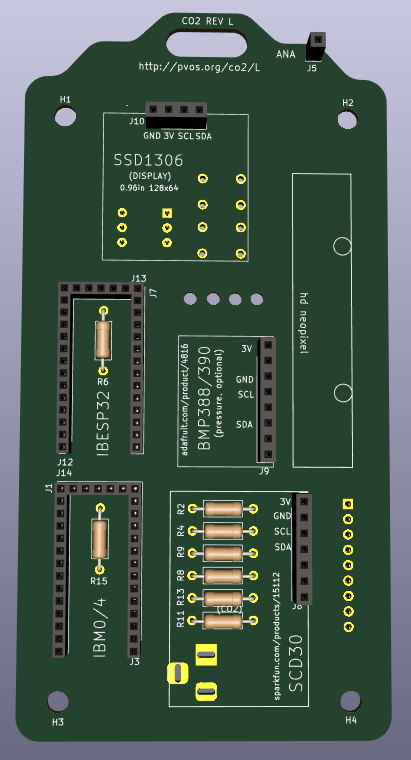 CO2 REV L
ANA
J5
http://pvos.org/co2/L
H1
H2
J10
GND 3V SCL SDA
SSD1306
(DISPLAY)
0.96in 128x64
J13
J7
hd neopixel
R6
IBESP32
J12
adafruit.com/product/4816
BMP388/390
(pressure, optional)
3V
GND
SCL
SDA
J9
J14
J1
R15
IBM0/4
J3
R2
R4
R9
R8
R13
(CO2)
R11
3V
GND
SCL
SDA
J8
sparkfun.com/products/15112
SCD30
H3
H4